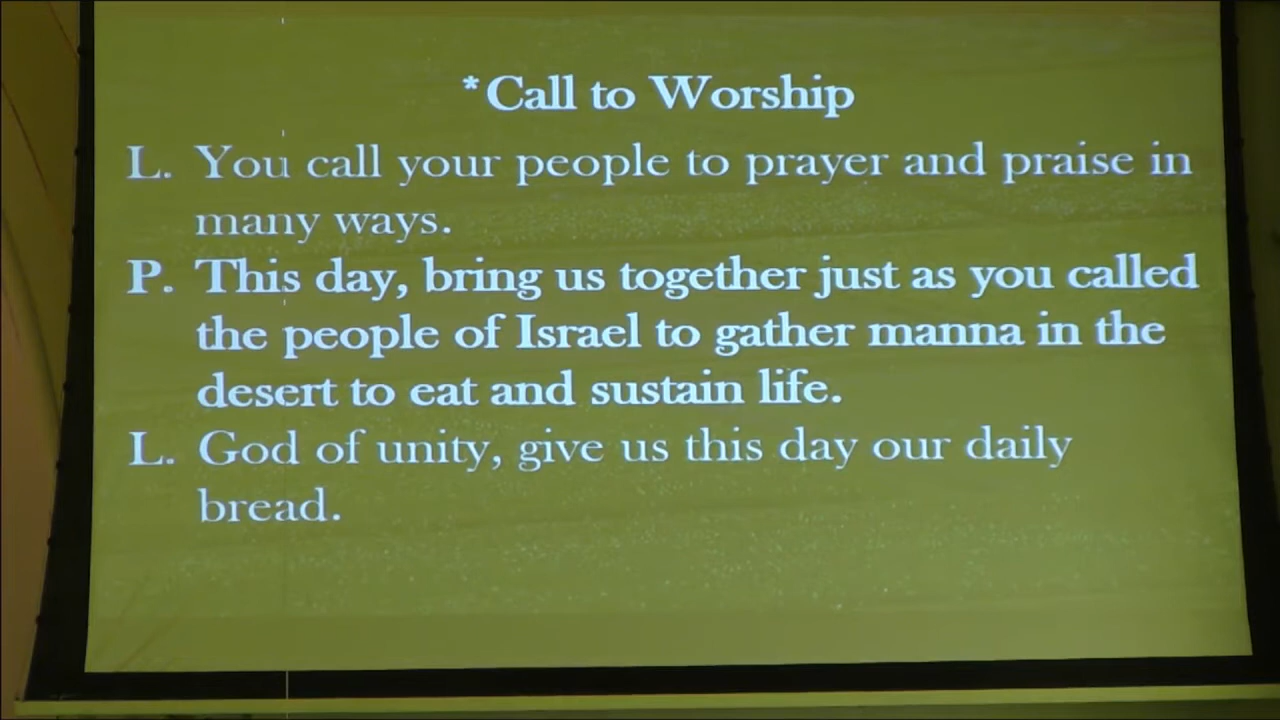 *Call to Worship
L. You call your people to prayer and praise in
many ways.
P. This day, bring us together just as you called
the people of Israel to gather manna in the
desert to eat and sustain life.
L. God of unity, give us this day our daily
bread.